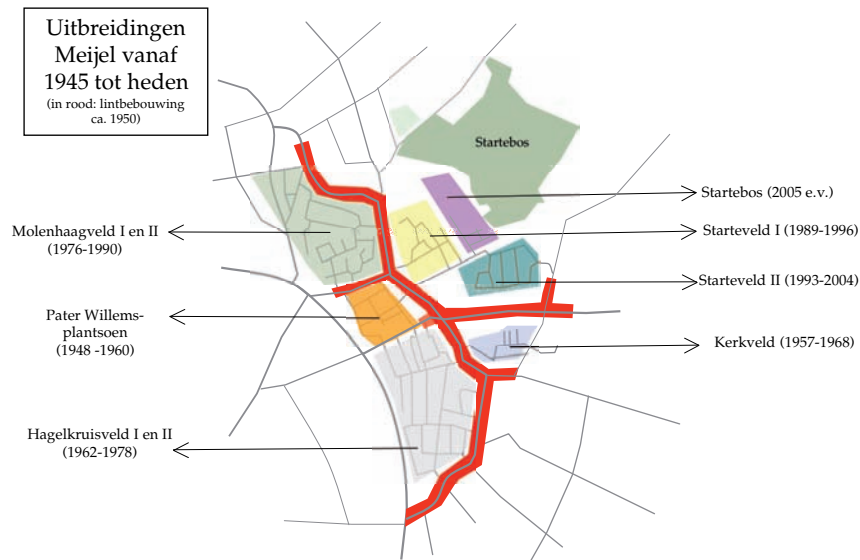 Uitbreidingen
Meijel vanaf
1945 tot heden
(in rood: lintbebouwing
ca. 1950)
Startebos
Startebos (2005 e.v.)
Molenhaagveld I en II
(1976-1990)
Starteveld I (1989-1996)
Starteveld II (1993-2004)
Pater Willems-
plantsoen
(1948 -1960)
Kerkveld (1957-1968)
Hagelkruisveld I en II
(1962-1978)